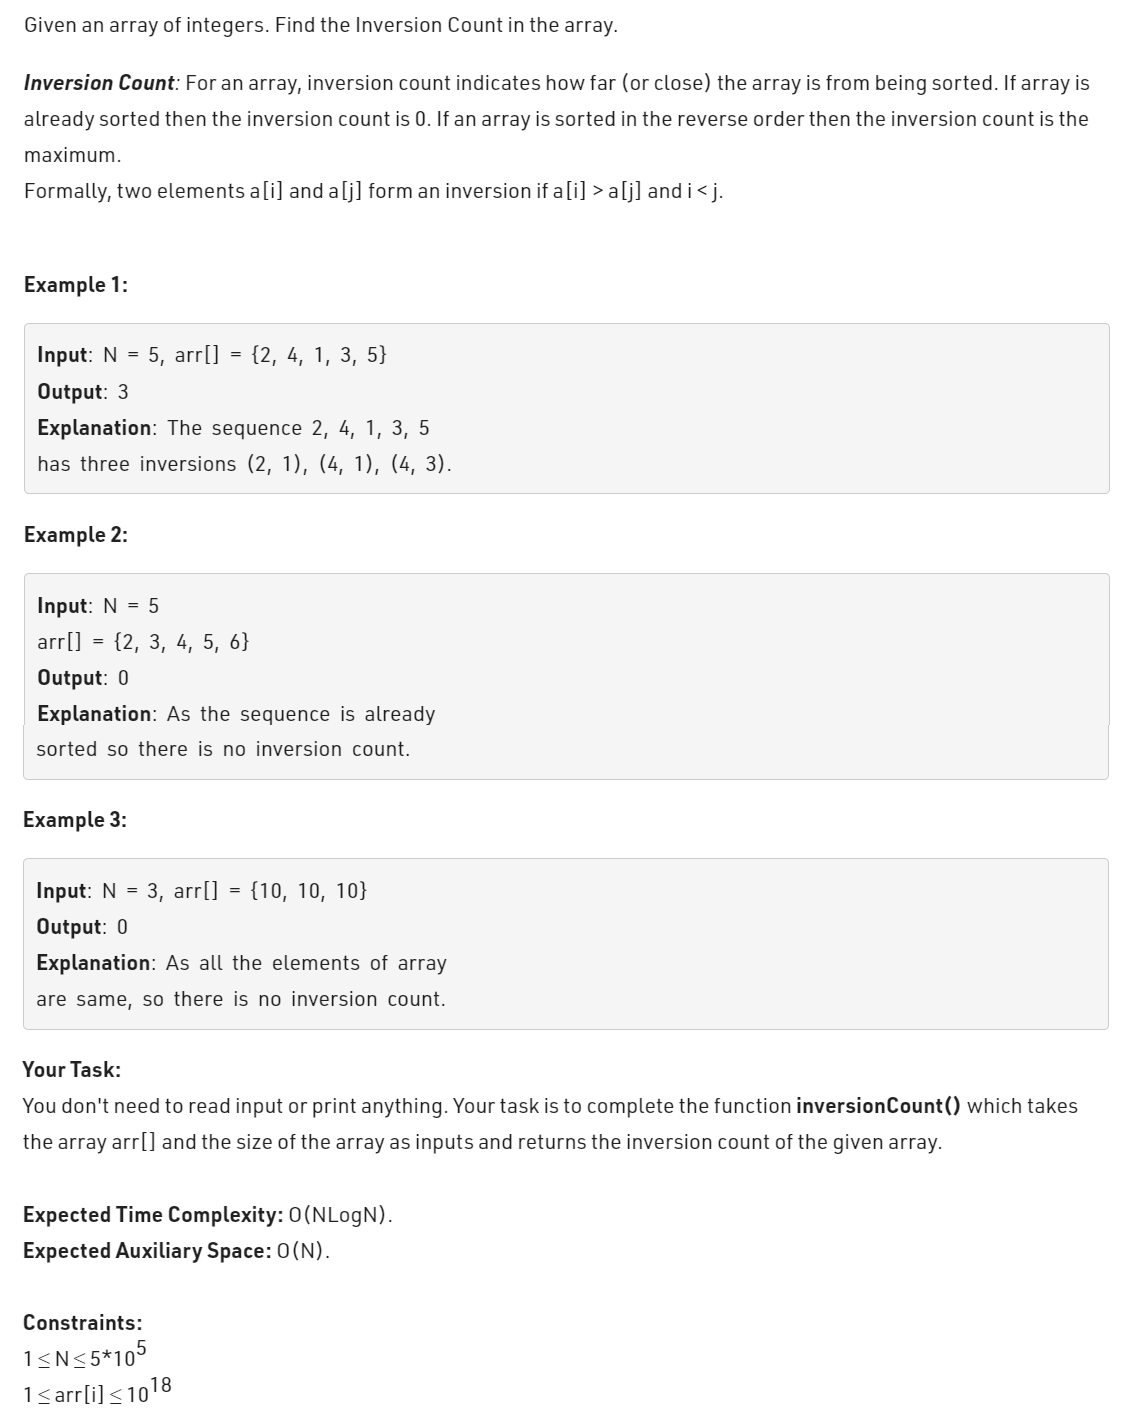 Given an array of integers. Find the Inversion Count in the array.
Inversion Count: For an array, inversion count indicates how far (or close) the array is from being sorted. If array is
already sorted then the inversion count is 0. If an array is sorted in the reverse order then the inversion count is the
maximum.
Formally, two elements a[i] and a[j] form an inversion if a[i] > a[j] and i < j.
Example 1:
Input: N = 5, arr[] = {2, 4, 1, 3, 5}
Output: 3
Explanation: The sequence 2, 4, 1, 3, 5
has three inversions (2, 1), (4, 1), (4, 3).
Example 2:
Input: N = 5
arr[] = {2, 3, 4, 5, 6}
Output: 0
Explanation: As the sequence is already
sorted so there is no inversion count.
Example 3:
Input: N = 3, arr[] = {10, 10, 10}
Output: 0
Explanation: As all the elements of array
are same, so there is no inversion count.
Your Task:
You don't need to read input or print anything. Your task is to complete the function inversionCount() which takes
the array arr[] and the size of the array as inputs and returns the inversion count of the given array.
Expected Time Complexity: O(NLogN).
Expected Auxiliary Space: O(N).
Constraints:
1 ≤ N ≤ 5*10⁵
1 ≤ arr[i] ≤ 10¹⁸